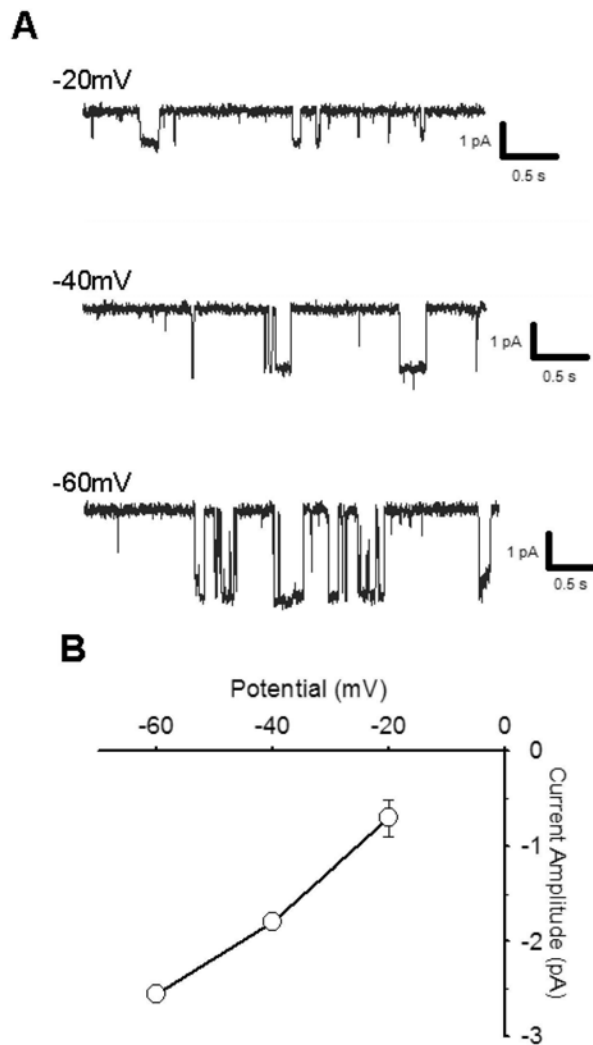 A
-20mV
1 pA
0.5 s
-40mV
1 pA
0.5 s
-60mV
1 pA
0.5 s
B
Potential (mV)
-60 -40 -20 0
0
-1
-2
-3
Current Amplitude (pA)